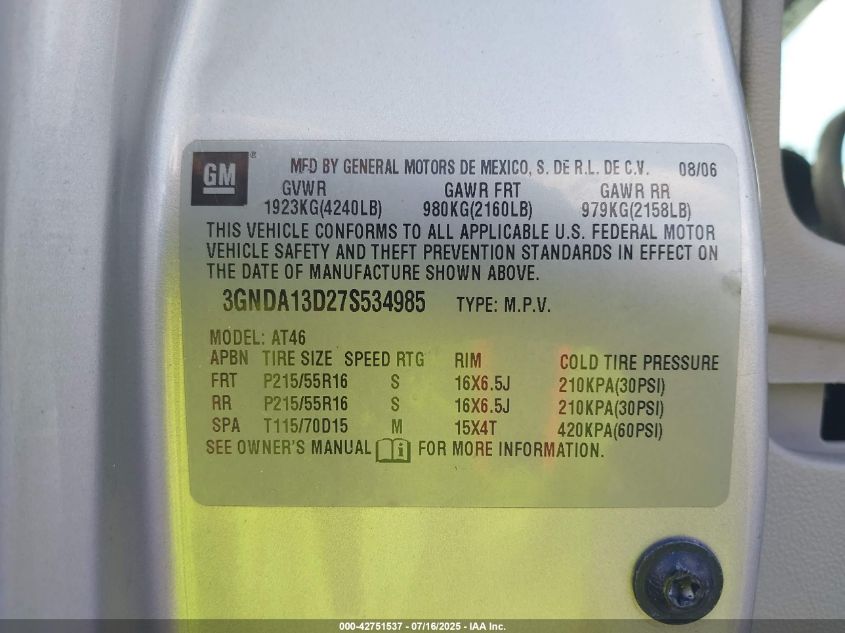 GM ® MFD BY GENERAL MOTORS DE MEXICO, S. DE R.L. DE C.V. 08/06
GVWR GAWR FRT GAWR RR
1923KG(4240LB) 980KG(2160LB) 979KG(2158LB)
THIS VEHICLE CONFORMS TO ALL APPLICABLE U.S. FEDERAL MOTOR
VEHICLE SAFETY AND THEFT PREVENTION STANDARDS IN EFFECT ON
THE DATE OF MANUFACTURE SHOWN ABOVE.
3GNDA13D27S534985 TYPE: M.P.V.
MODEL: AT46
APBN TIRE SIZE SPEED RTG RIM COLD TIRE PRESSURE
FRT P215/55R16 S 16X6.5J 210KPA(30PSI)
RR P215/55R16 S 16X6.5J 210KPA(30PSI)
SPA T115/70D15 M 15X4T 420KPA(60PSI)
SEE OWNER'S MANUAL i FOR MORE INFORMATION.
000-42751537 - 07/16/2025 - IAA Inc.